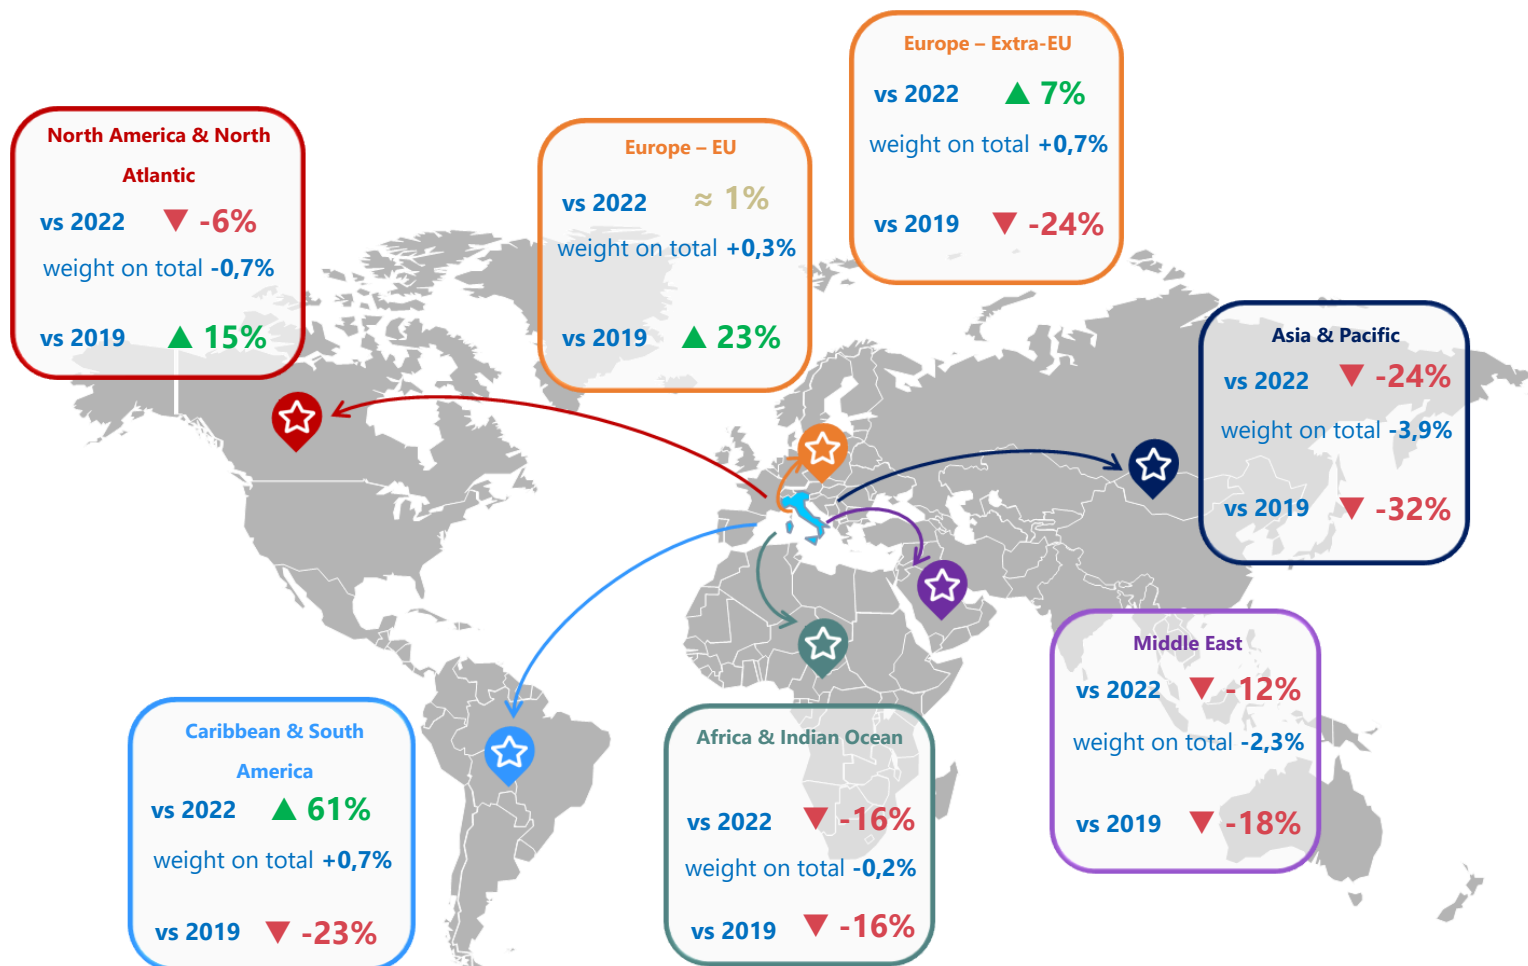 Europe – Extra-EU
vs 2022 ▲ 7%
weight on total +0,7%
vs 2019 ▼ -24%
North America & North
Atlantic
vs 2022 ▼ -6%
weight on total -0,7%
vs 2019 ▲ 15%
Europe – EU
vs 2022 ≈ 1%
weight on total +0,3%
vs 2019 ▲ 23%
Asia & Pacific
vs 2022 ▼ -24%
weight on total -3,9%
vs 2019 ▼ -32%
Middle East
vs 2022 ▼ -12%
weight on total -2,3%
vs 2019 ▼ -18%
Caribbean & South
America
vs 2022 ▲ 61%
weight on total +0,7%
vs 2019 ▼ -23%
Africa & Indian Ocean
vs 2022 ▼ -16%
weight on total -0,2%
vs 2019 ▼ -16%